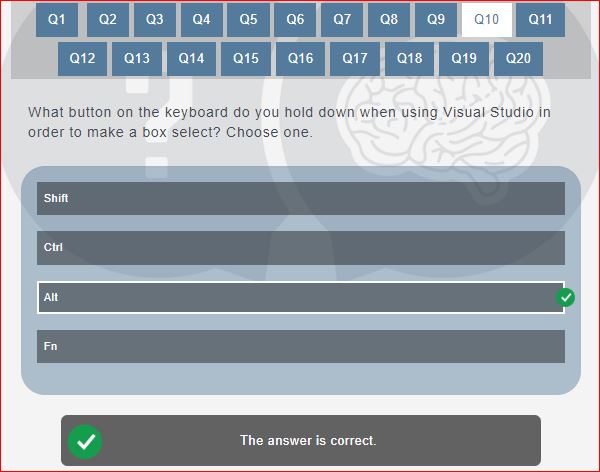 Q1 Q2 Q3 Q4 Q5 Q6 Q7 Q8 Q9 Q10 Q11
Q12 Q13 Q14 Q15 Q16 Q17 Q18 Q19 Q20
What button on the keyboard do you hold down when using Visual Studio in
order to make a box select? Choose one.
Shift
Ctrl
Alt
Fn
The answer is correct.